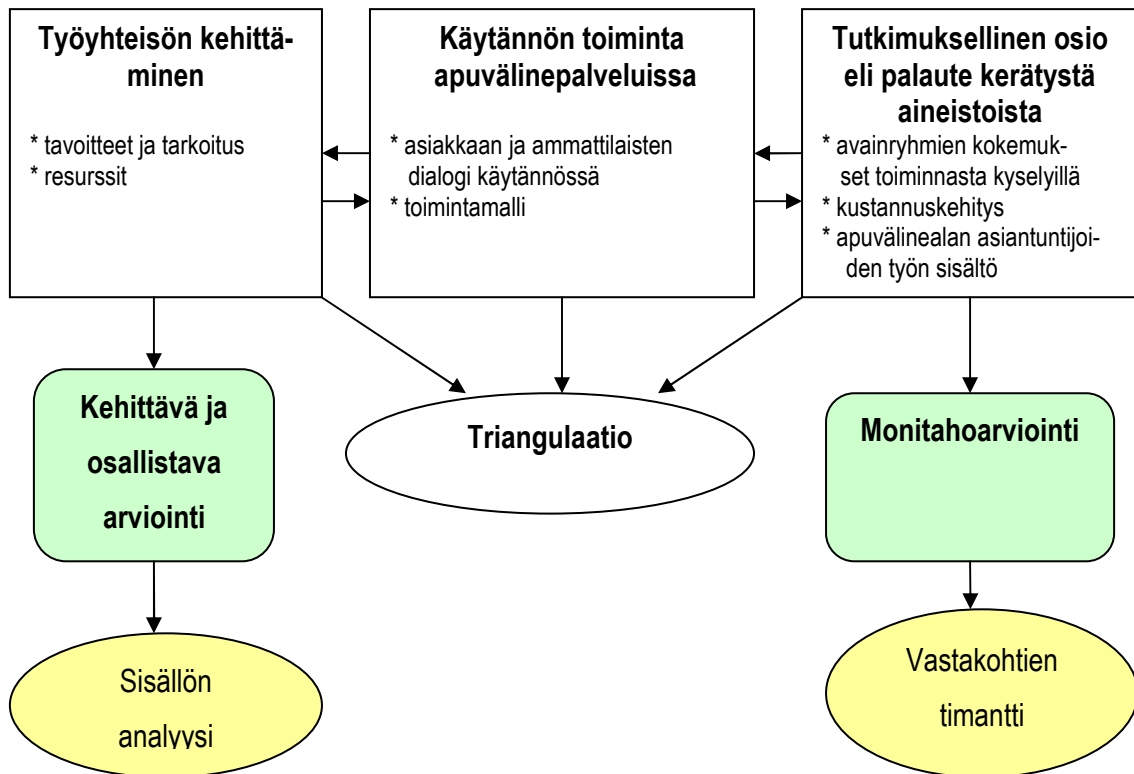 Työyhteisön kehittä-
minen
* tavoitteet ja tarkoitus
* resurssit
Käytännön toiminta
apuvälinepalveluissa
* asiakkaan ja ammattilaisten
dialogi käytännössä
* toimintamalli
Tutkimuksellinen osio
eli palaute kerätystä
aineistoista
* avainryhmien kokemuk-
set toiminnasta kyselyillä
* kustannuskehitys
* apuvälinealan asiantuntijoi-
den työn sisältö
Kehittävä ja
osallistava
arviointi
Triangulaatio
Monitahoarviointi
Sisällön
analyysi
Vastakohtien
timantti